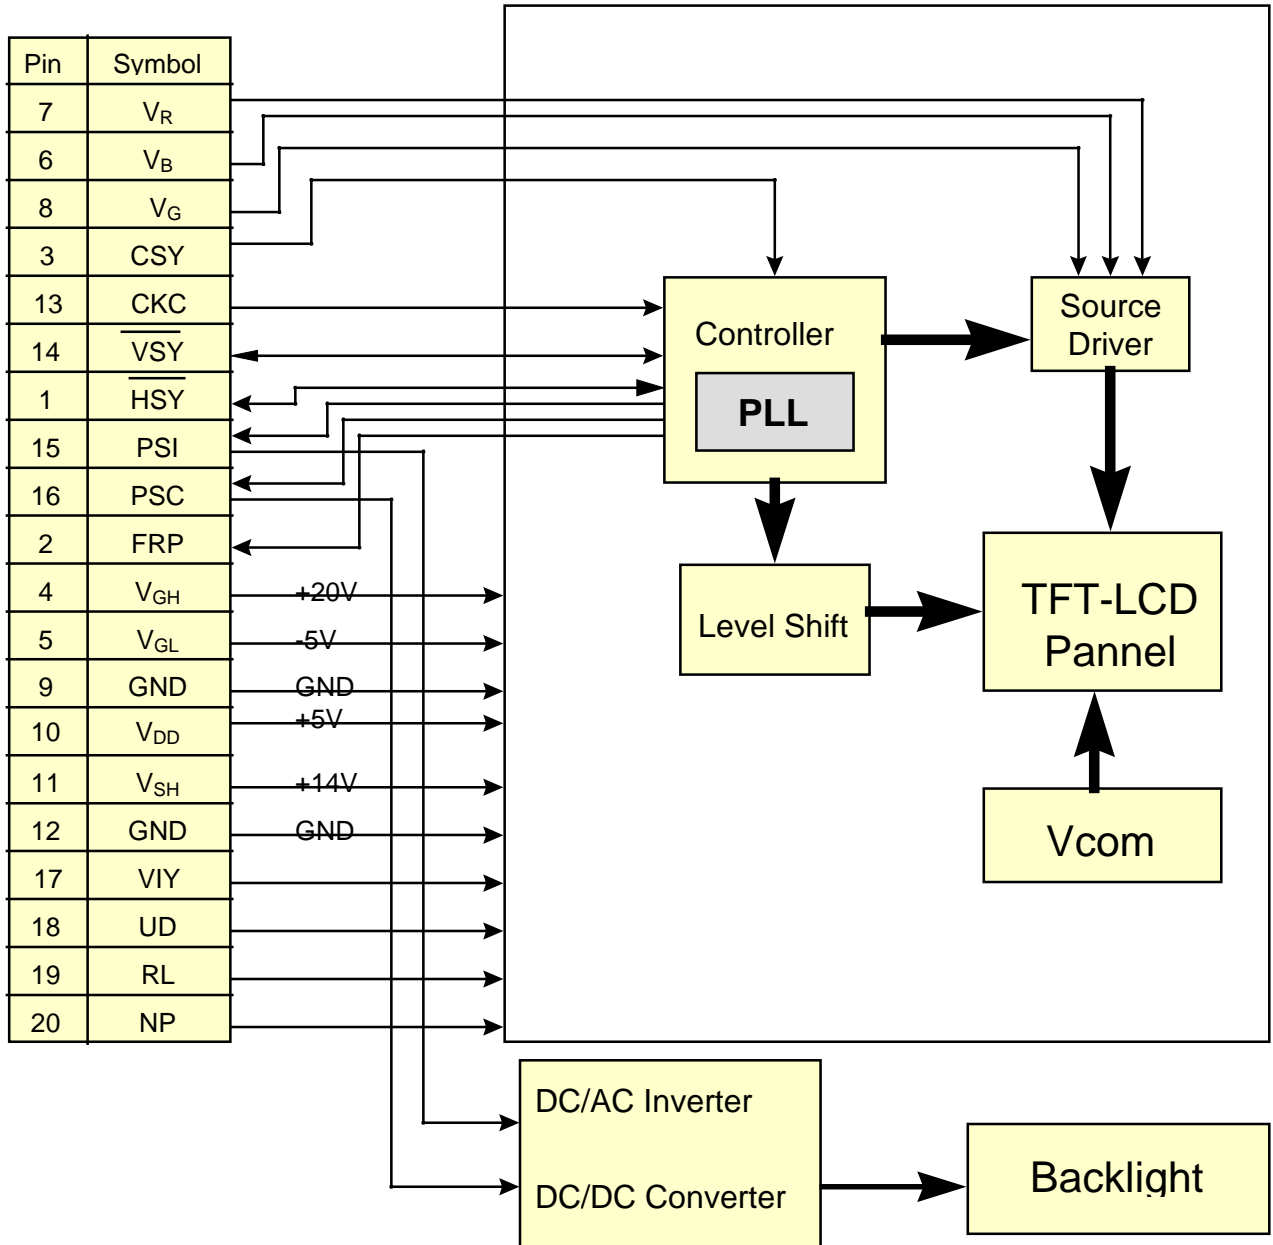 Pin Symbol
7 VR
6 VB
8 VG
3 CSY
13 CKC
14 VSY
1 HSY
15 PSI
16 PSC
2 FRP
4 VGH +20V
5 VGL -5V
9 GND GND
10 VDD +5V
11 VSH +14V
12 GND GND
17 VIY
18 UD
19 RL
20 NP
Controller
PLL
Source
Driver
Level Shift
TFT-LCD
Pannel
Vcom
DC/AC Inverter
DC/DC Converter
Backlight